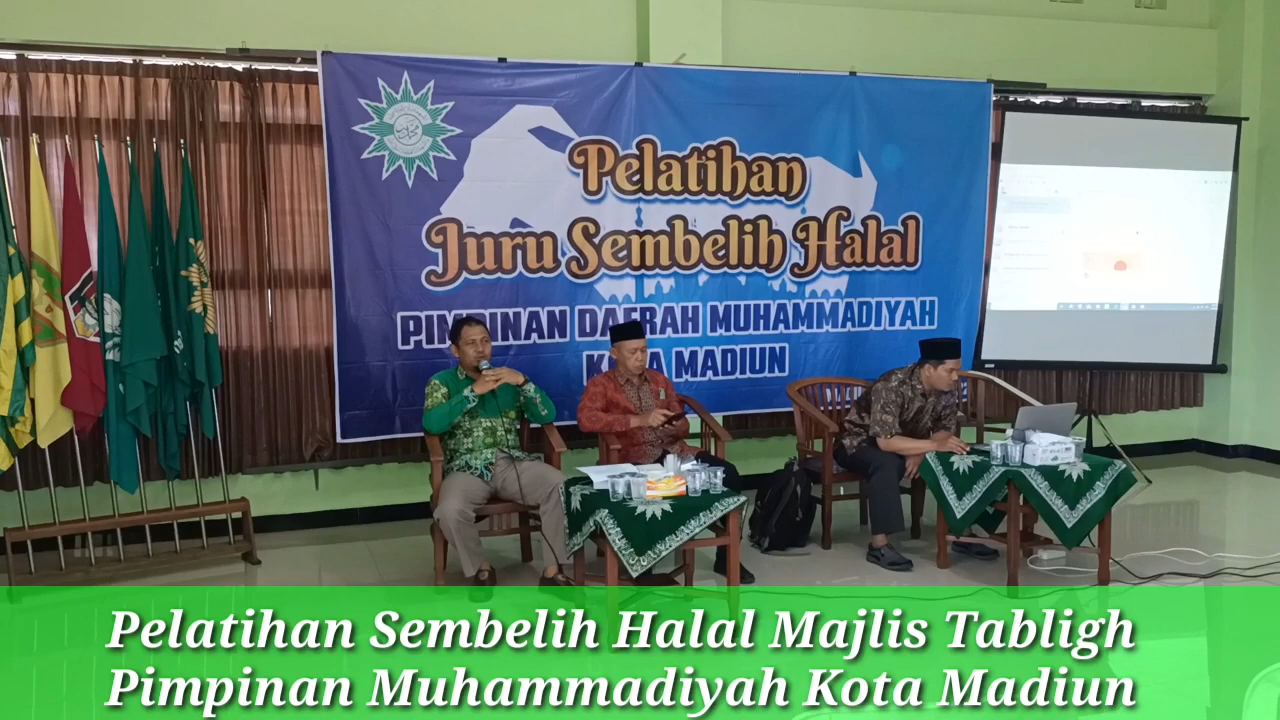 Pelatihan
Juru Sembelih Halal
PIMPINAN DAERAH MUHAMMADIYAH
KOTA MADIUN
Pelatihan Sembelih Halal Majlis Tabligh
Pimpinan Muhammadiyah Kota Madiun